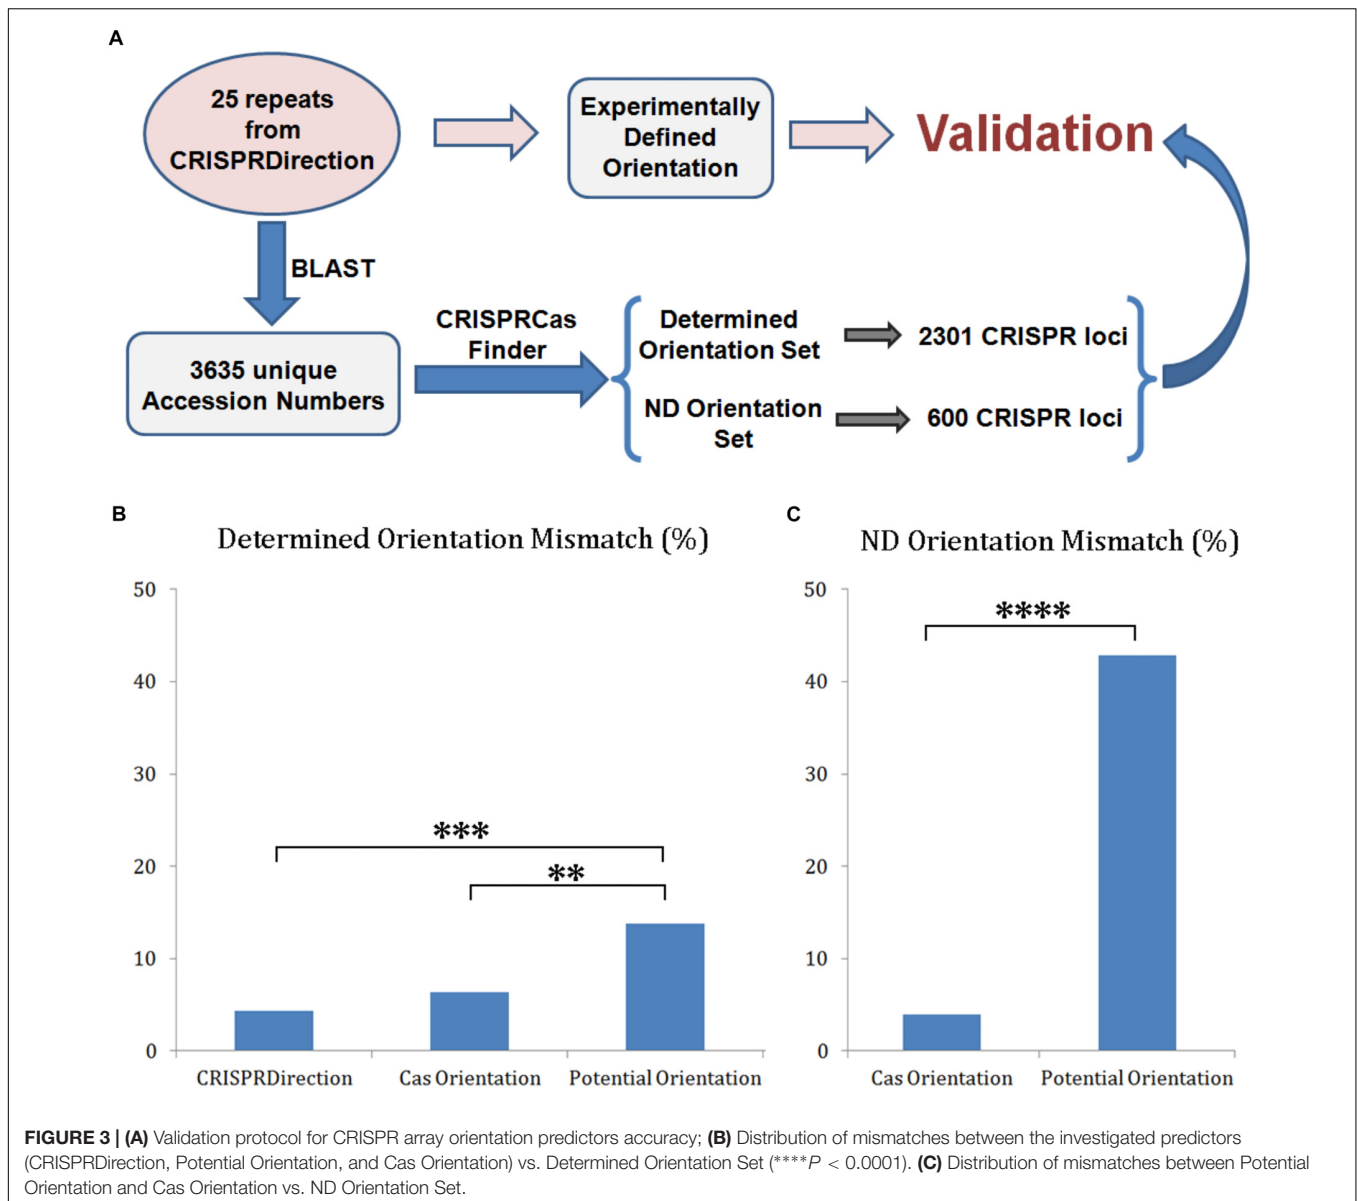 A
25 repeats
from
CRISPRDirection
Experimentally
Defined
Orientation
Validation
BLAST
3635 unique
Accession Numbers
CRISPRCas
Finder
Determined
Orientation Set
2301 CRISPR loci
ND Orientation
Set
600 CRISPR loci
B
Determined Orientation Mismatch (%)
50
40
30
20
10
0
***
**
CRISPRDirection
Cas Orientation
Potential Orientation
C
ND Orientation Mismatch (%)
50
40
30
20
10
0
****
Cas Orientation
Potential Orientation
FIGURE 3 | (A) Validation protocol for CRISPR array orientation predictors accuracy; (B) Distribution of mismatches between the investigated predictors
(CRISPRDirection, Potential Orientation, and Cas Orientation) vs. Determined Orientation Set (****P < 0.0001). (C) Distribution of mismatches between Potential
Orientation and Cas Orientation vs. ND Orientation Set.